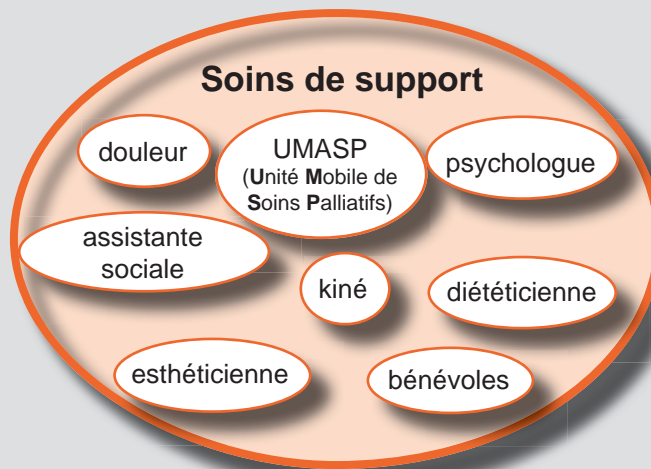 Soins de support
douleur
UMASP
(Unité Mobile de
Soins Palliatifs)
psychologue
assistante
sociale
kiné
diététicienne
esthéticienne
bénévoles